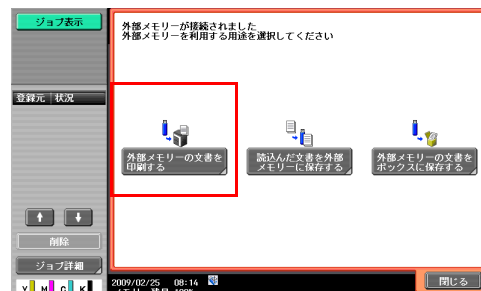 ジョブ表示
外部メモリーが接続されました
外部メモリーを利用する用途を選択してください
登録元 状況
外部メモリーの文書を
印刷する
読込んだ文書を外部
メモリーに保存する
外部メモリーの文書を
ボックスに保存する
削除
ジョブ詳細
2009/02/25 08:14
閉じる
Y M C K